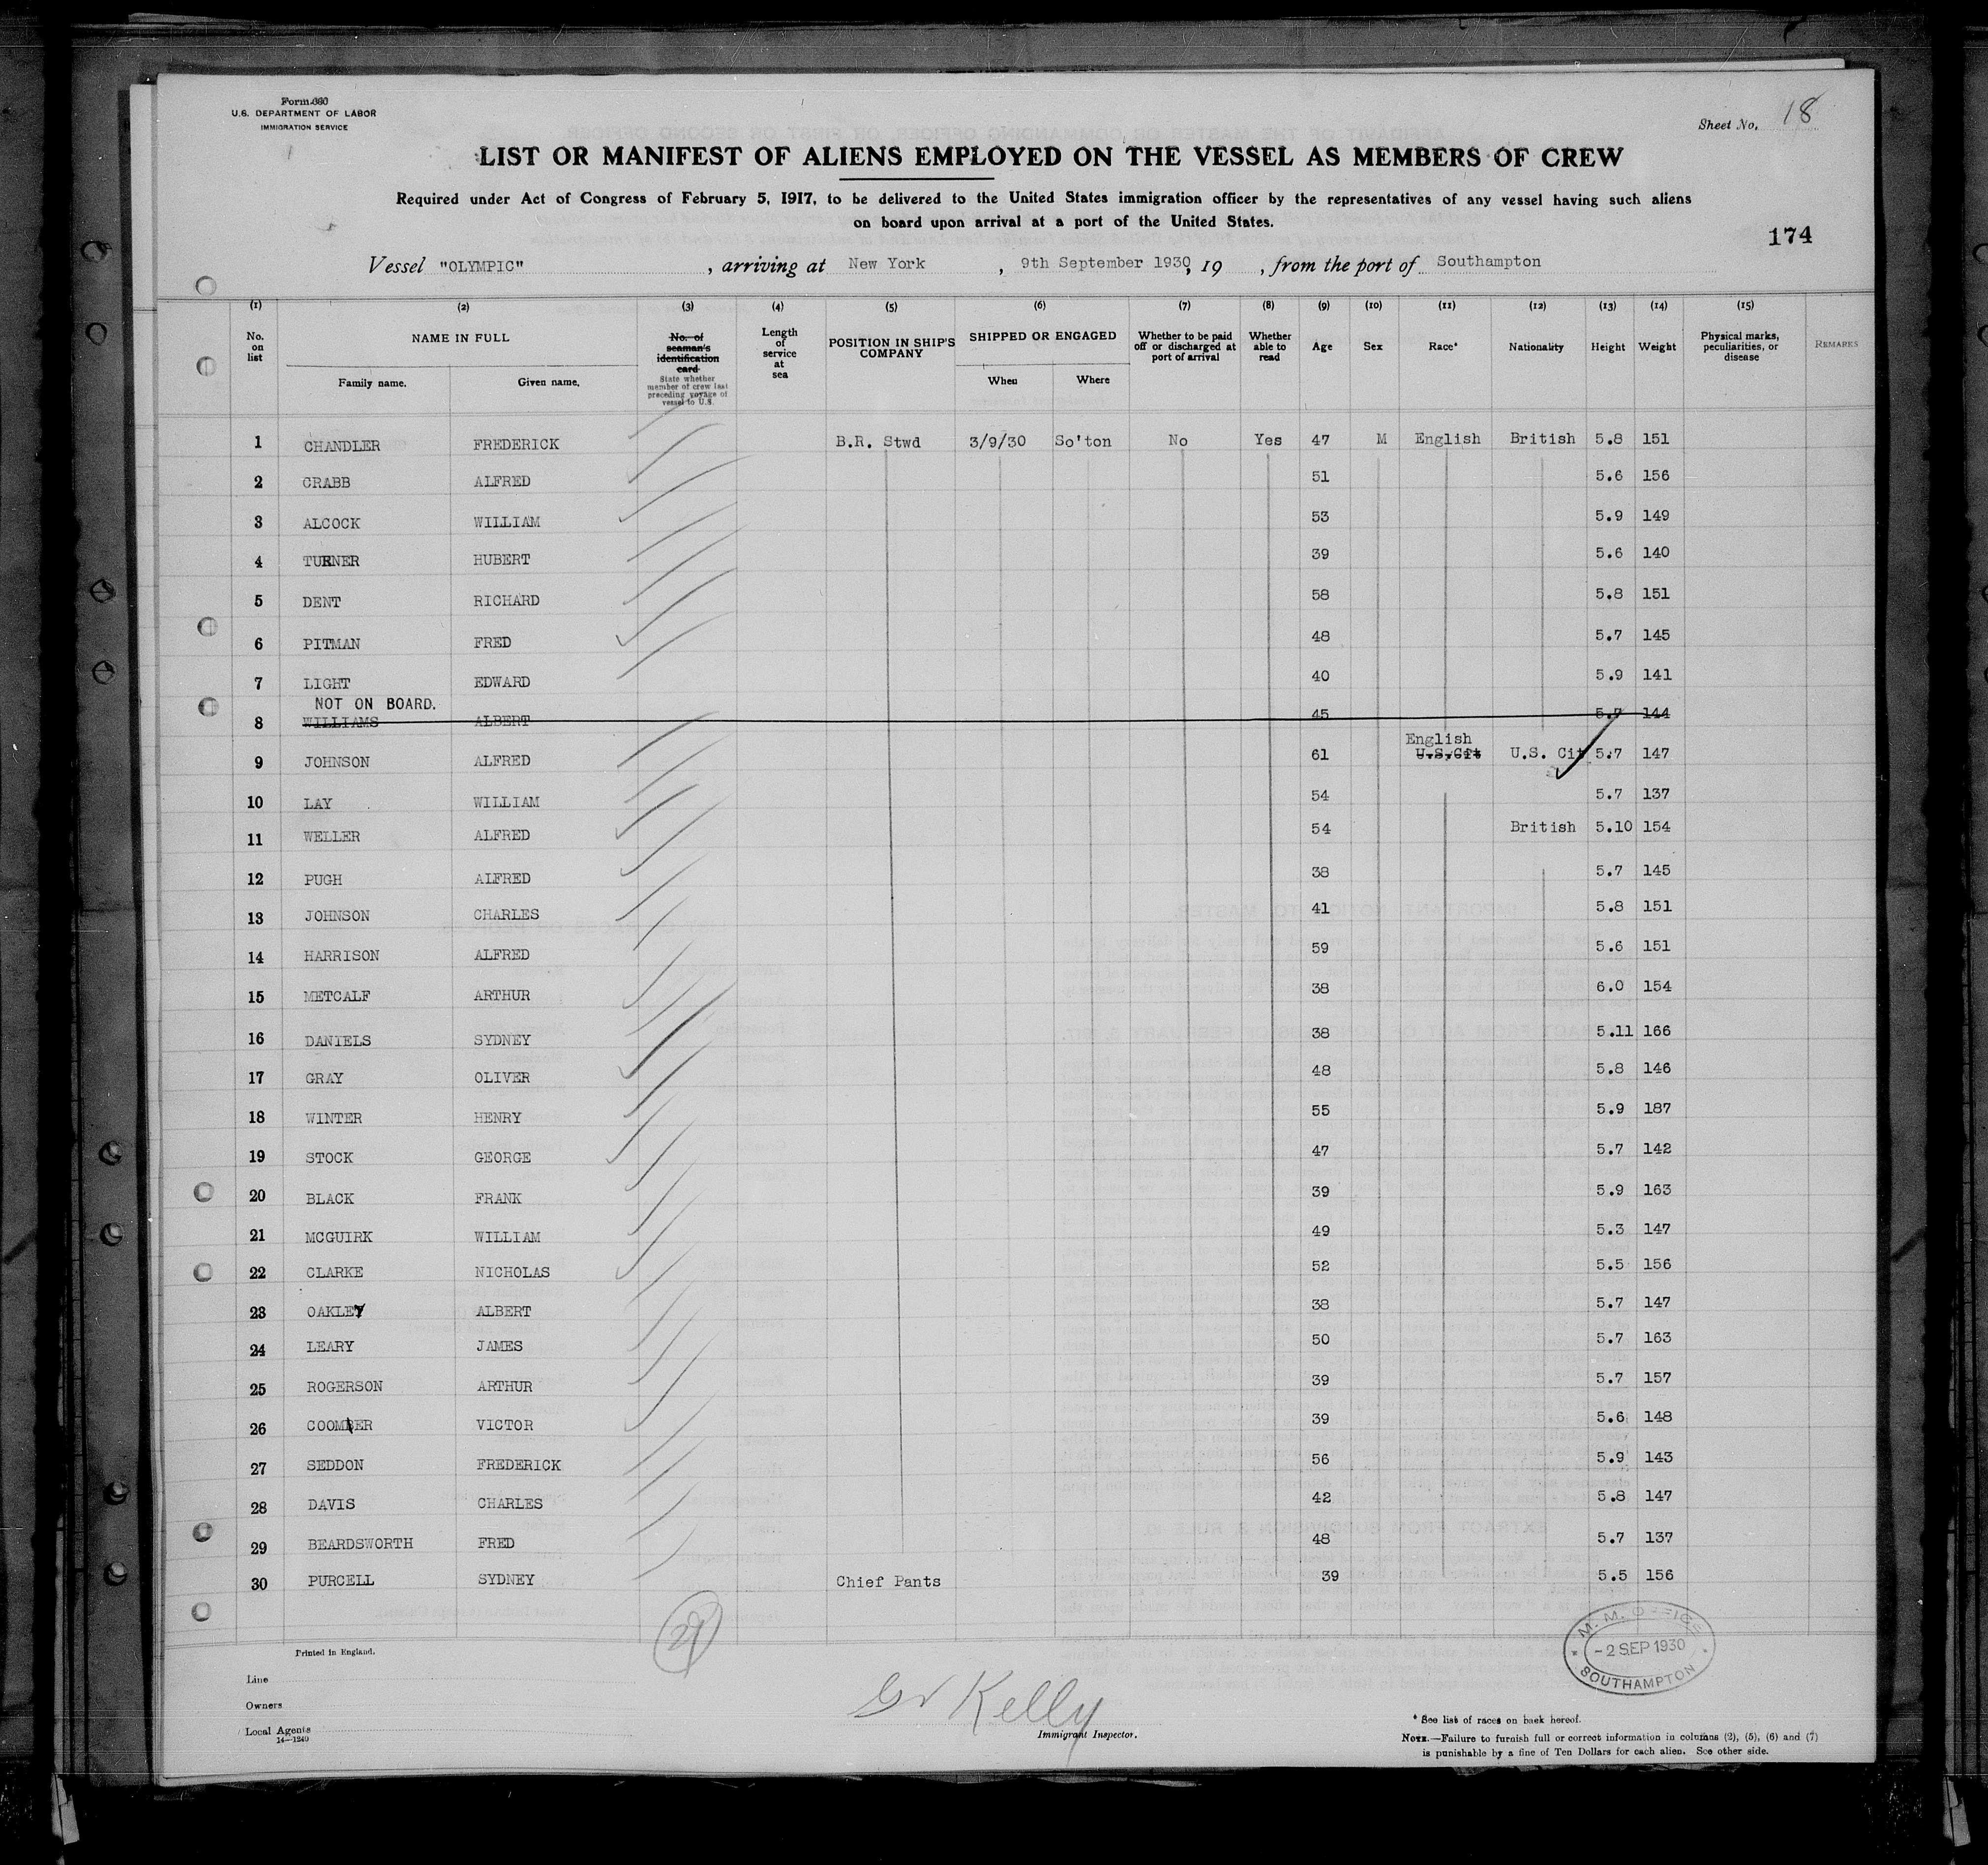 Form 680
U.S. DEPARTMENT OF LABOR
IMMIGRATION SERVICE
Sheet No. 18
LIST OR MANIFEST OF ALIENS EMPLOYED ON THE VESSEL AS MEMBERS OF CREW
Required under Act of Congress of February 5, 1917, to be delivered to the United States immigration officer by the representatives of any vessel having such aliens
on board upon arrival at a port of the United States.
174
Vessel "OLYMPIC", arriving at New York, 9th September 1930, 19, from the port of Southampton
(1) (2) (3) (4) (5) (6) (7) (8) (9) (10) (11) (12) (13) (14) (15)
No. on list NAME IN FULL Family name. Given name. No. of seaman's identification card State whether member of crew last preceding voyage of vessel to U.S. Length of service at sea POSITION IN SHIP'S COMPANY SHIPPED OR ENGAGED When Where Whether to be paid off or discharged at port of arrival Whether able to read Age Sex Race* Nationality Height Weight Physical marks, peculiarities, or disease REMARKS
1 CHANDLER FREDERICK B.R. Stwd 3/9/30 So'ton No Yes 47 M English British 5.8 151
2 CRABB ALFRED 51 5.6 156
3 ALCOCK WILLIAM 53 5.9 149
4 TURNER HUBERT 39 5.6 140
5 DENT RICHARD 58 5.8 151
6 PITMAN FRED 48 5.7 145
7 LIGHT EDWARD 40 5.9 141
NOT ON BOARD.
8 WILLIAMS ALBERT 45 5.7 144
English
9 JOHNSON ALFRED 61 U.S.Cit U.S. Cit 5.7 147
10 LAY WILLIAM 54 5.7 137
11 WELLER ALFRED 54 British 5.10 154
12 PUGH ALFRED 38 5.7 145
13 JOHNSON CHARLES 41 5.8 151
14 HARRISON ALFRED 59 5.6 151
15 METCALF ARTHUR 38 6.0 154
16 DANIELS SYDNEY 38 5.11 166
17 GRAY OLIVER 48 5.8 146
18 WINTER HENRY 55 5.9 187
19 STOCK GEORGE 47 5.7 142
20 BLACK FRANK 39 5.9 163
21 MCGUIRK WILLIAM 49 5.3 147
22 CLARKE NICHOLAS 52 5.5 156
23 OAKLEY ALBERT 38 5.7 147
24 LEARY JAMES 50 5.7 163
25 ROGERSON ARTHUR 39 5.7 157
26 COOMBER VICTOR 39 5.6 148
27 SEDDON FREDERICK 56 5.9 143
28 DAVIS CHARLES 42 5.8 147
29 BEARDSWORTH FRED 48 5.7 137
30 PURCELL SYDNEY Chief Pants 39 5.5 156
29
M.M. OFFICE
-2 SEP 1930
SOUTHAMPTON
Printed in England.
Line
Owners
Local Agents
14—1240
Kelly
Immigrant Inspector.
* See list of races on back hereof.
NOTE.—Failure to furnish full or correct information in columns (2), (5), (6) and (7)
is punishable by a fine of Ten Dollars for each alien. See other side.